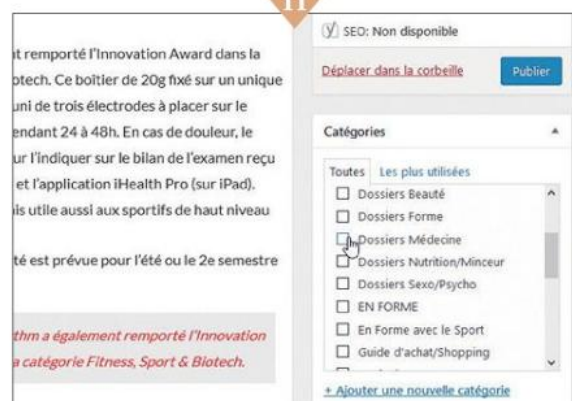 11
t remporté l'Innovation Award dans la
otech. Ce boîtier de 20g fixé sur un unique
uni de trois électrodes à placer sur le
endant 24 à 48h. En cas de douleur, le
ur l'indiquer sur le bilan de l'examen reçu
et l'application iHealth Pro (sur iPad).
is utile aussi aux sportifs de haut niveau
té est prévue pour l'été ou le 2e semestre
thm a également remporté l'Innovation
a catégorie Fitness, Sport & Biotech.
SEO: Non disponible
Déplacer dans la corbeille
Publier
Catégories
Toutes Les plus utilisées
Dossiers Beauté
Dossiers Forme
Dossiers Médecine
Dossiers Nutrition/Minceur
Dossiers Sexo/Psycho
EN FORME
En Forme avec le Sport
Guide d'achat/Shopping
+ Ajouter une nouvelle catégorie